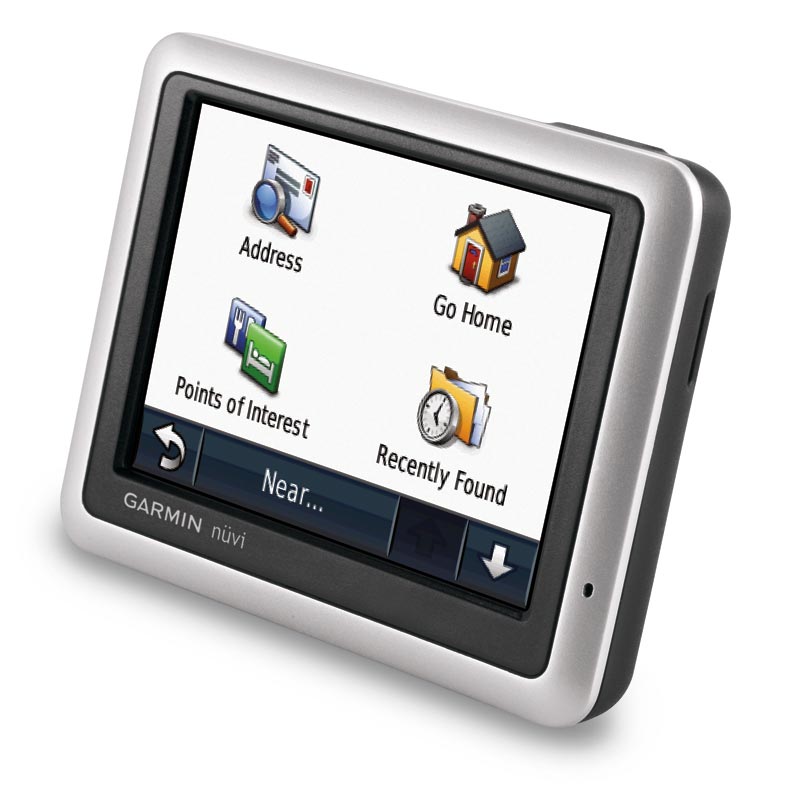 Address
Go Home
Points of Interest
Recently Found
Near...
GARMIN nüvi